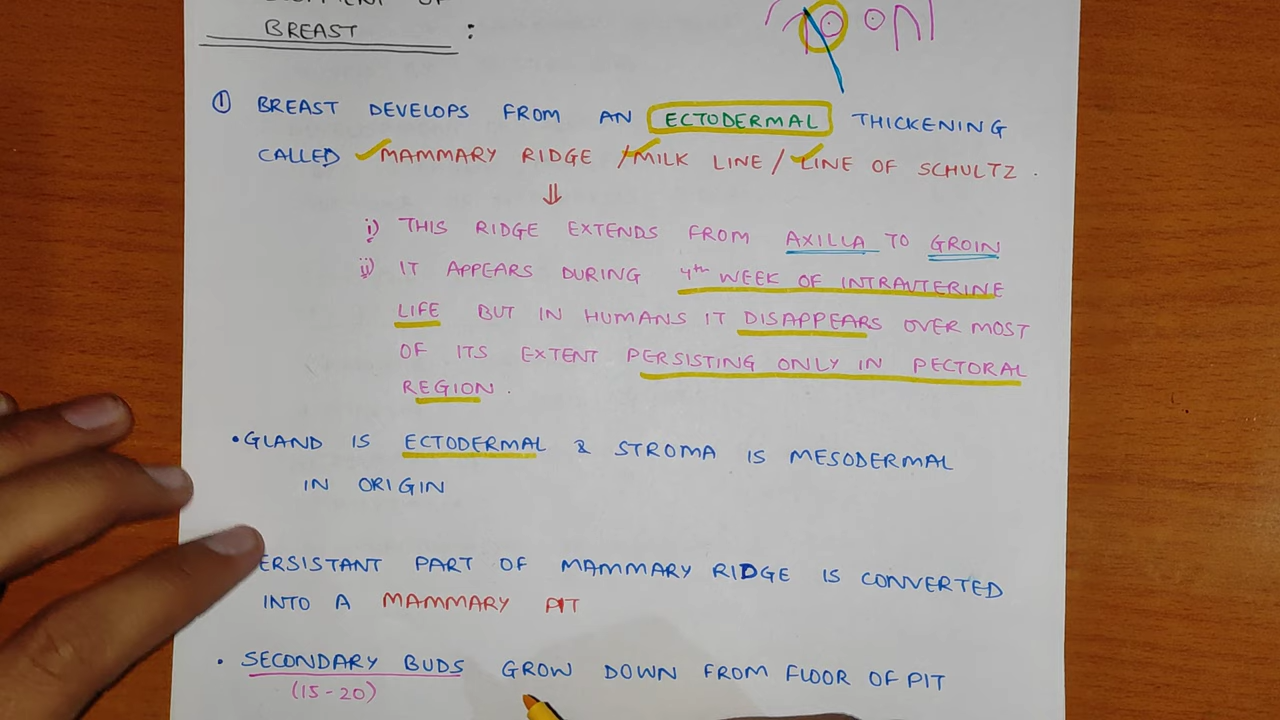 BREAST :
① BREAST DEVELOPS FROM AN ECTODERMAL THICKENING
CALLED MAMMARY RIDGE / MILK LINE / LINE OF SCHULTZ .
i) THIS RIDGE EXTENDS FROM AXILLA TO GROIN
ii) IT APPEARS DURING 4th WEEK OF INTRAUTERINE
LIFE BUT IN HUMANS IT DISAPPEARS OVER MOST
OF ITS EXTENT PERSISTING ONLY IN PECTORAL
REGION .
• GLAND IS ECTODERMAL & STROMA IS MESODERMAL
IN ORIGIN
ERSISTANT PART OF MAMMARY RIDGE IS CONVERTED
INTO A MAMMARY PIT
• SECONDARY BUDS GROW DOWN FROM FLOOR OF PIT
(15-20)